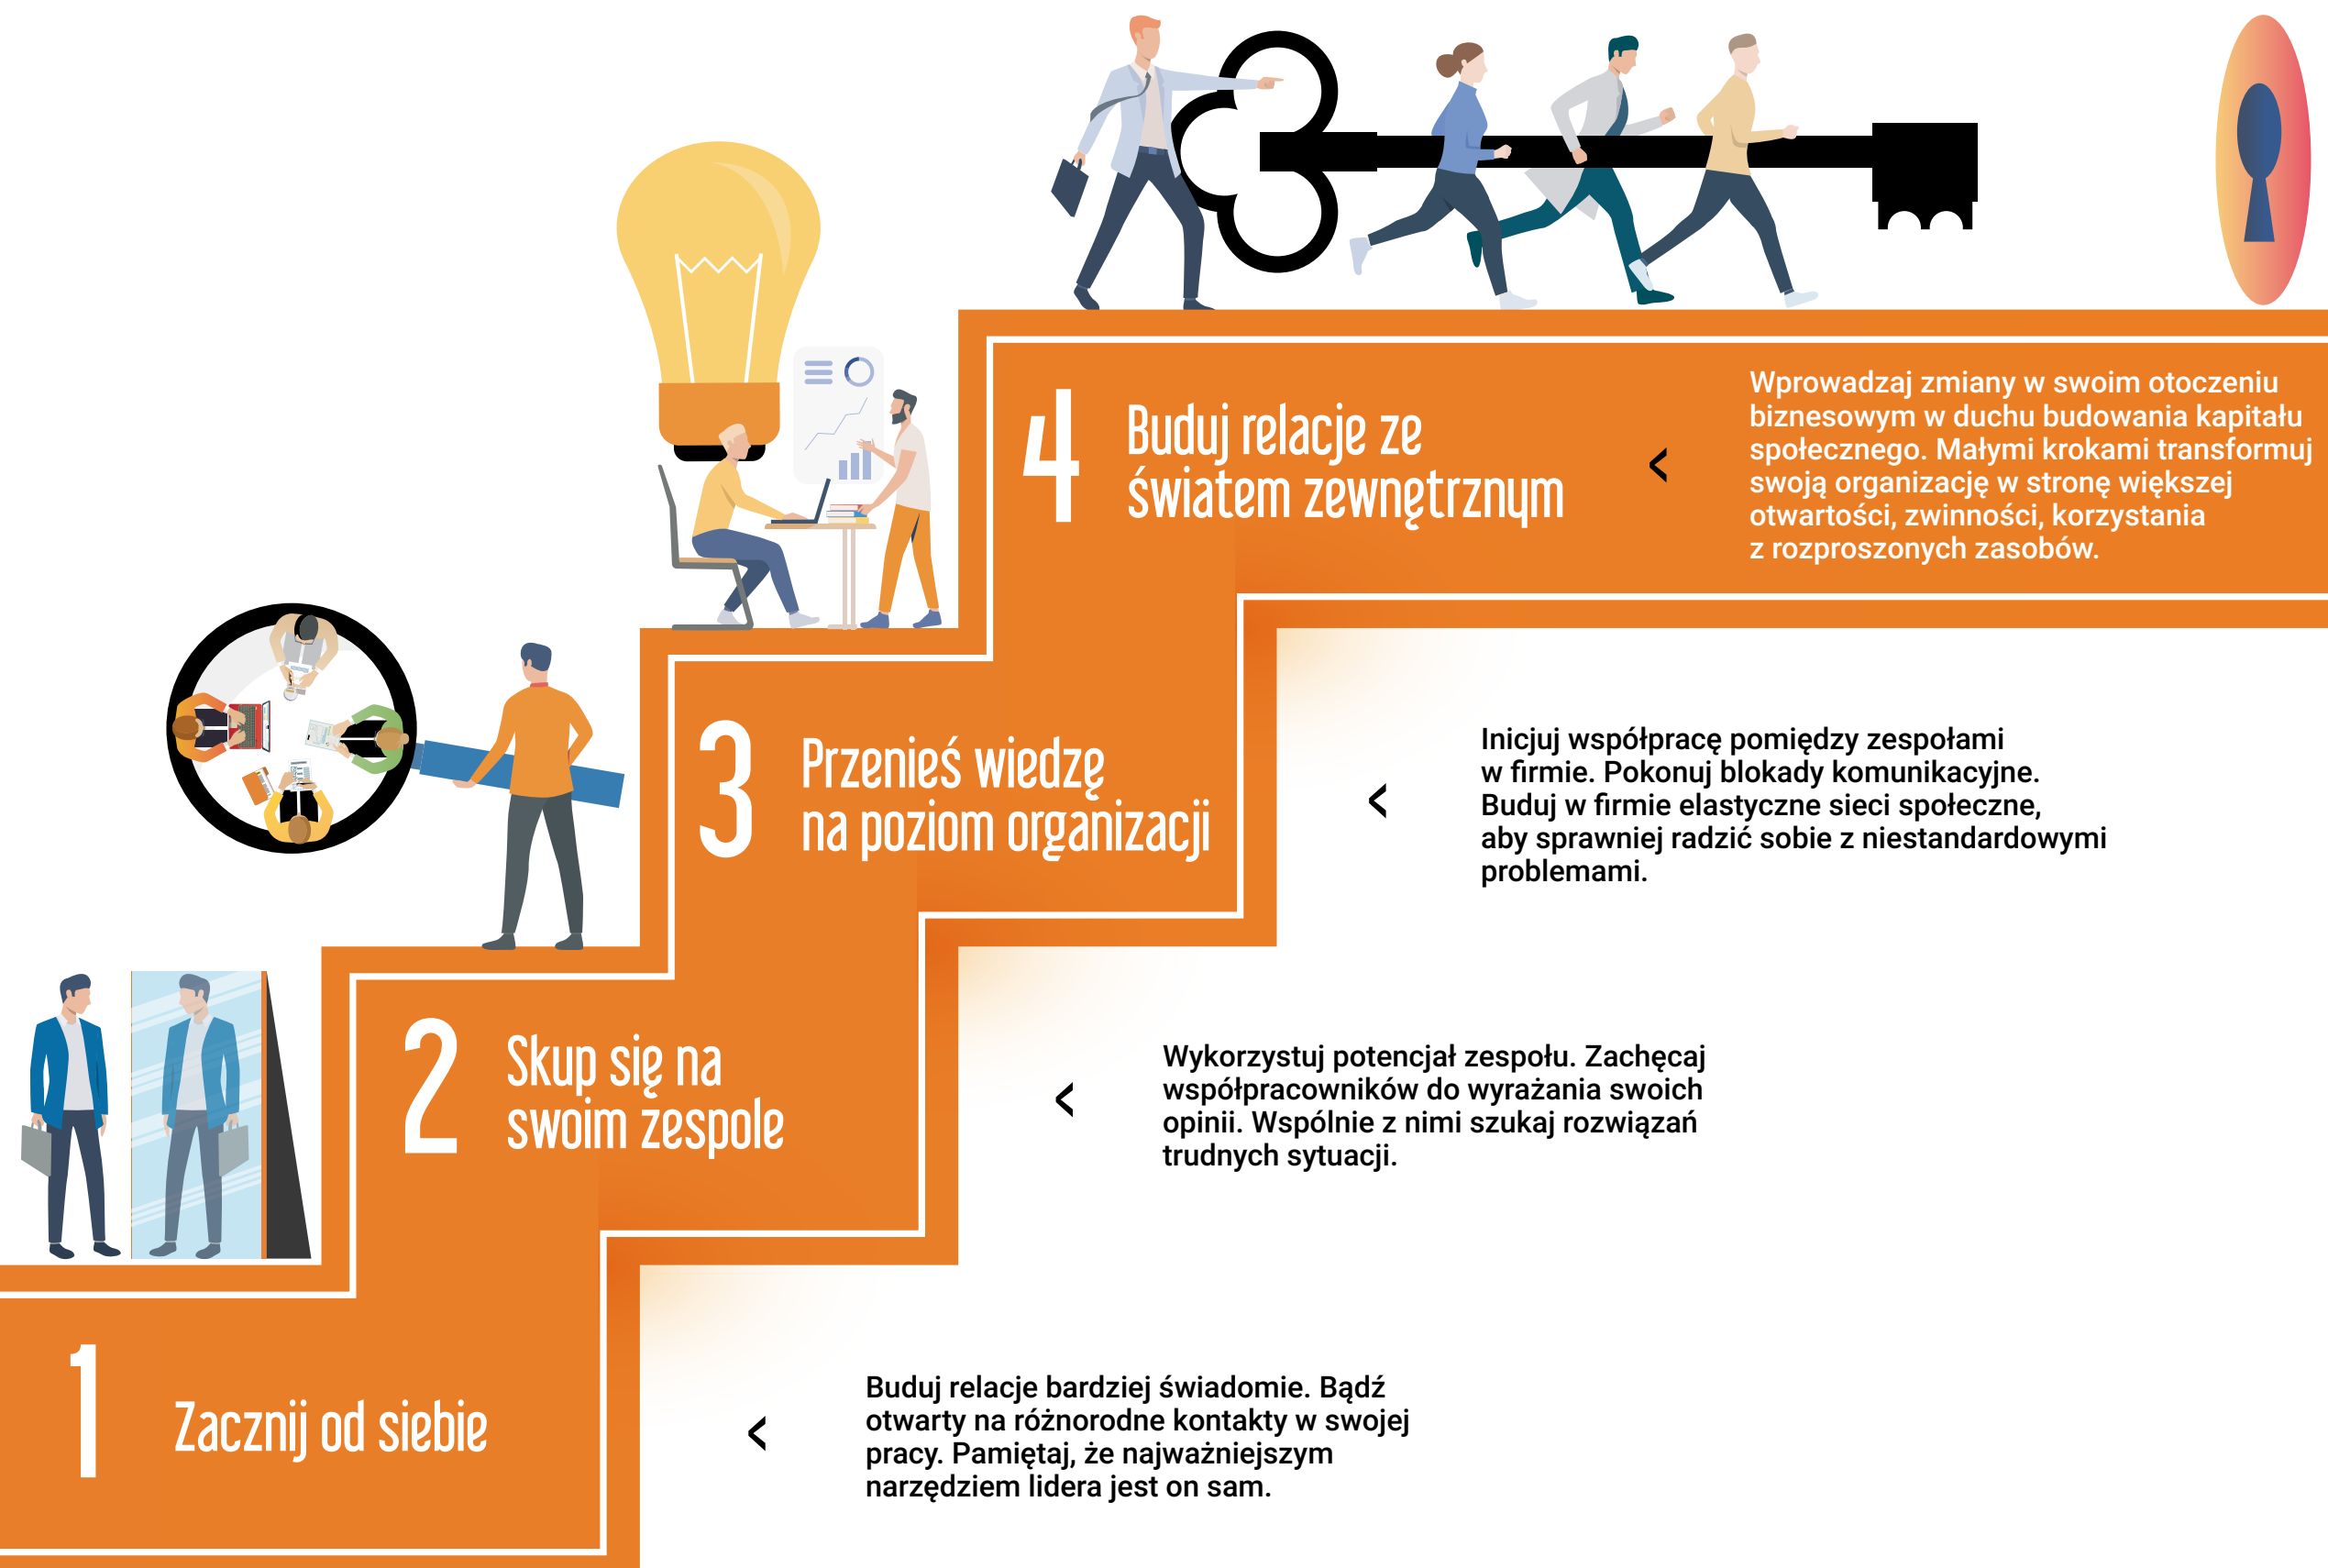 4
Buduj relacje ze
światem zewnętrznym
<
Wprowadzaj zmiany w swoim otoczeniu
biznesowym w duchu budowania kapitału
społecznego. Małymi krokami transformuj
swoją organizację w stronę większej
otwartości, zwinności, korzystania
z rozproszonych zasobów.
3
Przenieś wiedzę
na poziom organizacji
<
Inicjuj współpracę pomiędzy zespołami
w firmie. Pokonuj blokady komunikacyjne.
Buduj w firmie elastyczne sieci społeczne,
aby sprawniej radzić sobie z niestandardowymi
problemami.
2
Skup się na
swoim zespole
<
Wykorzystuj potencjał zespołu. Zachęcaj
współpracowników do wyrażania swoich
opinii. Wspólnie z nimi szukaj rozwiązań
trudnych sytuacji.
1
Zacznij od siebie
<
Buduj relacje bardziej świadomie. Bądź
otwarty na różnorodne kontakty w swojej
pracy. Pamiętaj, że najważniejszym
narzędziem lidera jest on sam.